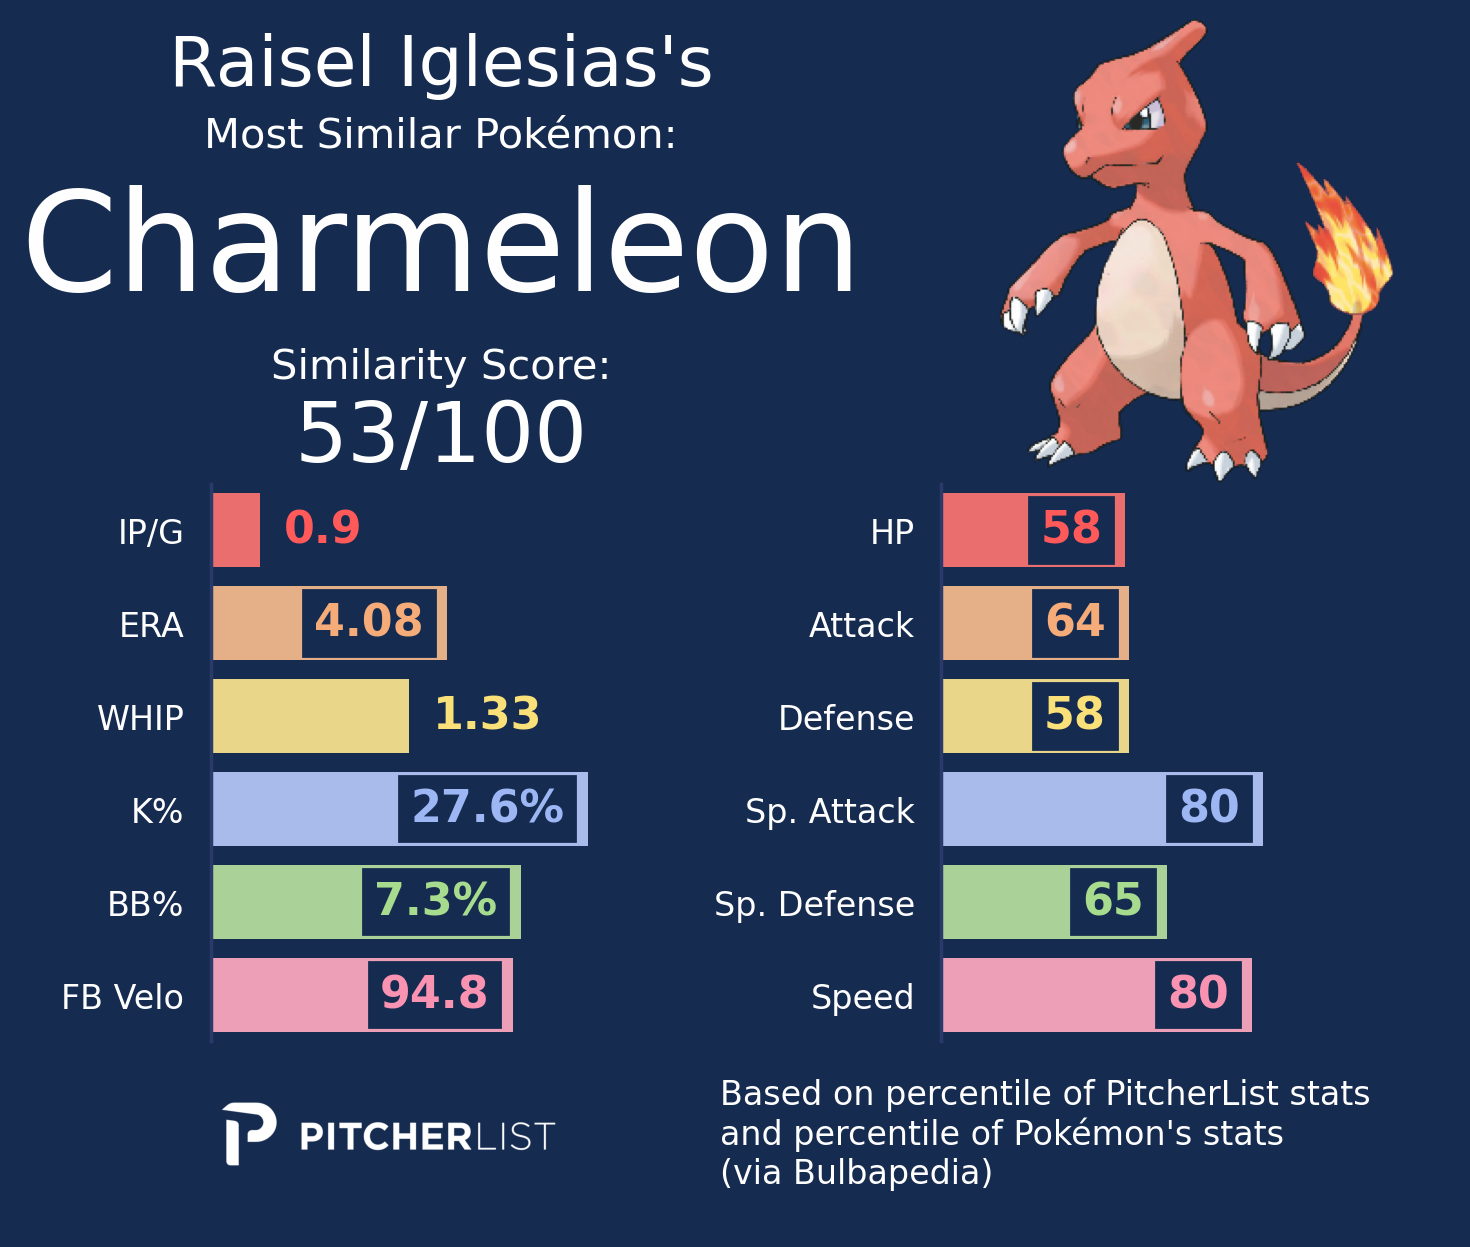 Raisel Iglesias's
Most Similar Pokémon:
Charmeleon
Similarity Score:
53/100
IP/G 0.9
ERA 4.08
WHIP 1.33
K% 27.6%
BB% 7.3%
FB Velo 94.8
HP 58
Attack 64
Defense 58
Sp. Attack 80
Sp. Defense 65
Speed 80
PITCHERLIST
Based on percentile of PitcherList stats
and percentile of Pokémon's stats
(via Bulbapedia)